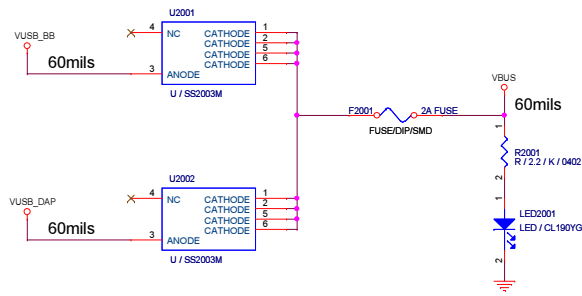 U2001
VUSB_BB
60mils
4 NC
3 ANODE
CATHODE 1
CATHODE 2
CATHODE 5
CATHODE 6
U / SS2003M
F2001
2A FUSE
FUSE/DIP/SMD
VBUS
60mils
1
R2001
R / 2.2 / K / 0402
2
1
LED2001
LED / CL190YG
2
U2002
VUSB_DAP
60mils
4 NC
3 ANODE
CATHODE 1
CATHODE 2
CATHODE 5
CATHODE 6
U / SS2003M